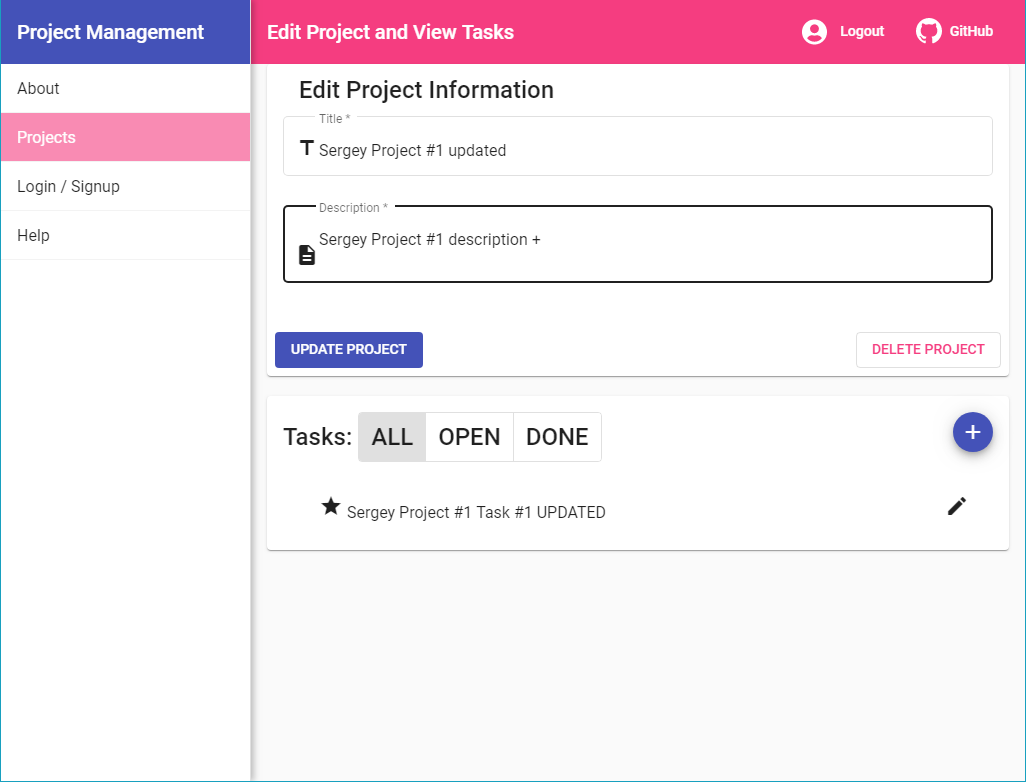 Project Management
Edit Project and View Tasks
Logout
GitHub
About
Projects
Login / Signup
Help
Edit Project Information
Title *
Sergey Project #1 updated
Description *
Sergey Project #1 description +
UPDATE PROJECT
DELETE PROJECT
Tasks:
ALL
OPEN
DONE
Sergey Project #1 Task #1 UPDATED